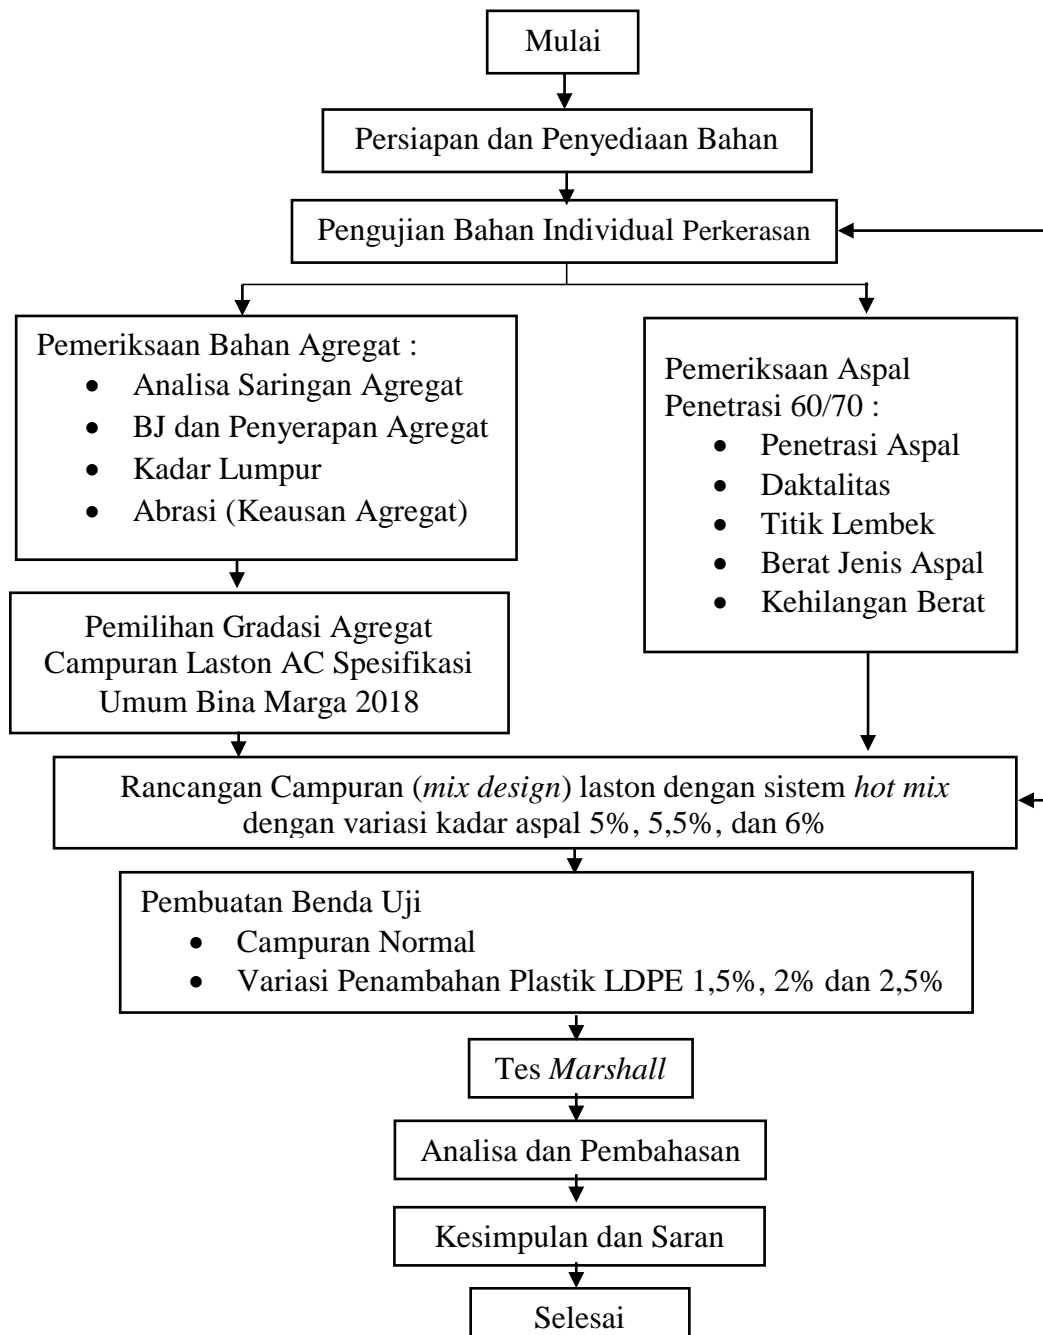 Mulai
Persiapan dan Penyediaan Bahan
Pengujian Bahan Individual Perkerasan
Pemeriksaan Bahan Agregat :
• Analisa Saringan Agregat
• BJ dan Penyerapan Agregat
• Kadar Lumpur
• Abrasi (Keausan Agregat)
Pemeriksaan Aspal
Penetrasi 60/70 :
• Penetrasi Aspal
• Daktalitas
• Titik Lembek
• Berat Jenis Aspal
• Kehilangan Berat
Pemilihan Gradasi Agregat
Campuran Laston AC Spesifikasi
Umum Bina Marga 2018
Rancangan Campuran (mix design) laston dengan sistem hot mix
dengan variasi kadar aspal 5%, 5,5%, dan 6%
Pembuatan Benda Uji
• Campuran Normal
• Variasi Penambahan Plastik LDPE 1,5%, 2% dan 2,5%
Tes Marshall
Analisa dan Pembahasan
Kesimpulan dan Saran
Selesai